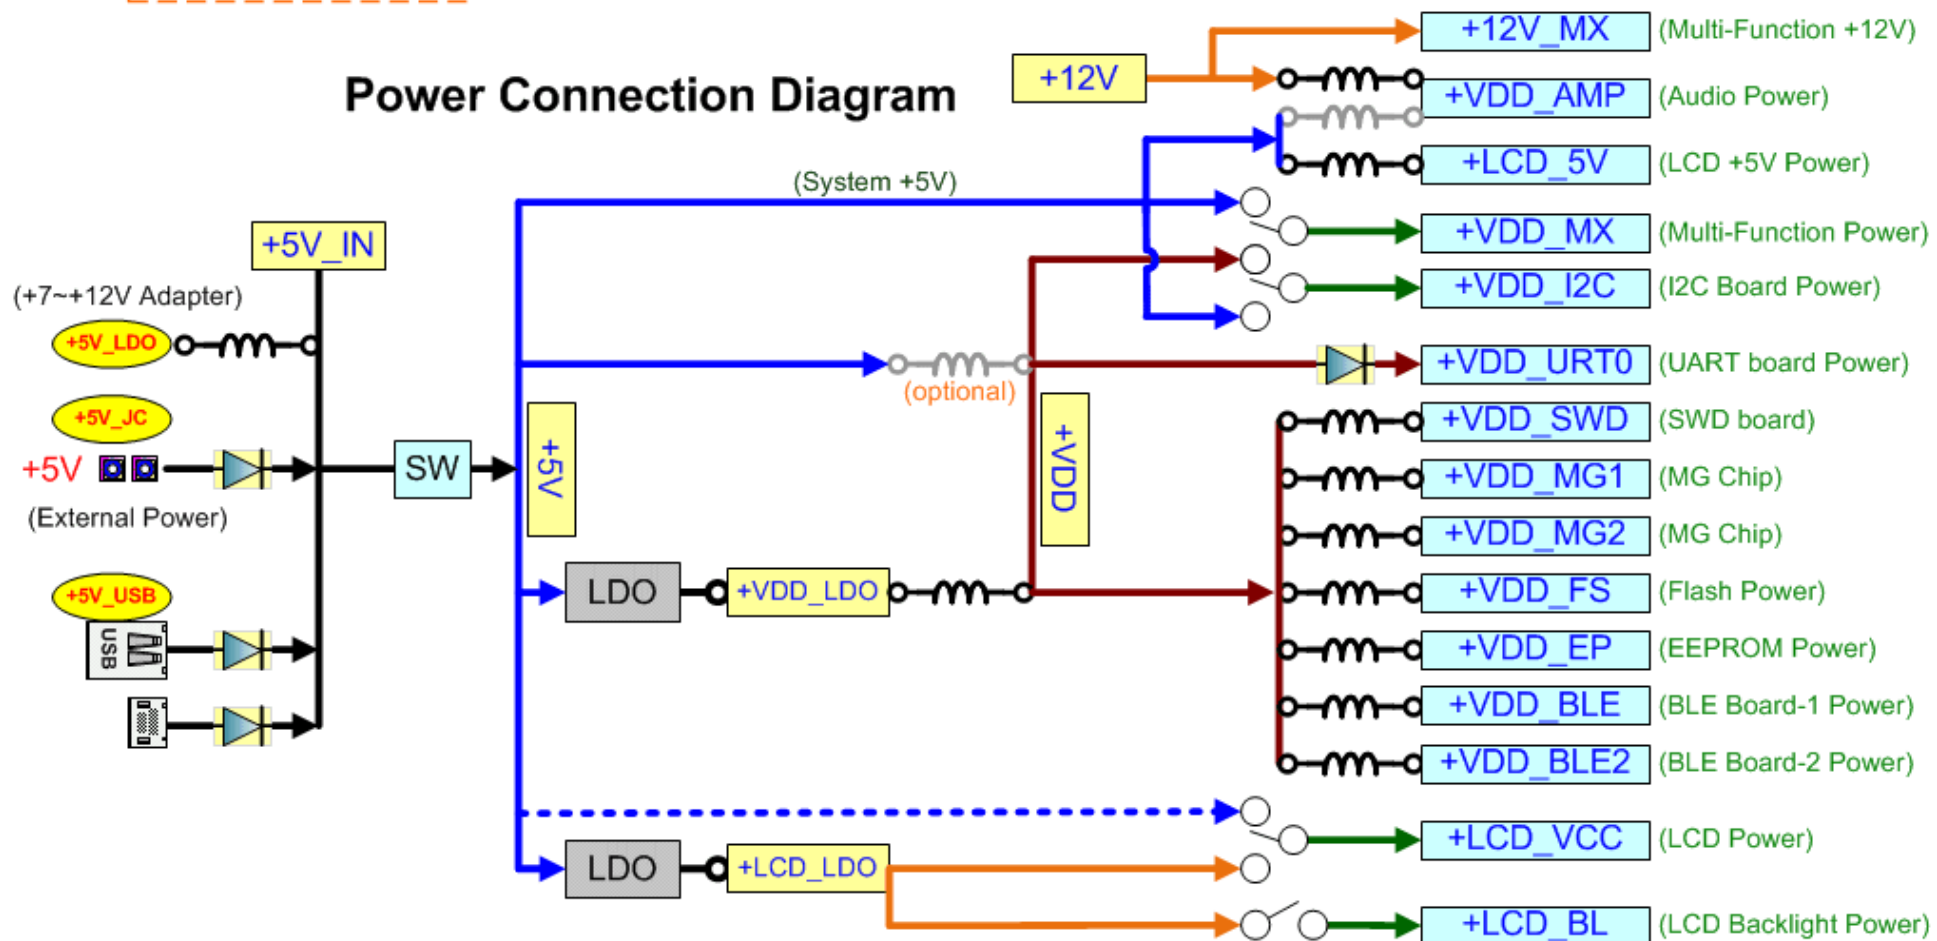 Power Connection Diagram
+12V
+12V_MX (Multi-Function +12V)
+VDD_AMP (Audio Power)
+LCD_5V (LCD +5V Power)
(System +5V)
+VDD_MX (Multi-Function Power)
+VDD_I2C (I2C Board Power)
+5V_IN
(+7~+12V Adapter)
+5V_LDO
+VDD_URT0 (UART board Power)
(optional)
+5V_JC
+5V
(External Power)
SW
+5V
+VDD
+VDD_SWD (SWD board)
+VDD_MG1 (MG Chip)
+VDD_MG2 (MG Chip)
+5V_USB
USB
LDO
+VDD_LDO
+VDD_FS (Flash Power)
+VDD_EP (EEPROM Power)
+VDD_BLE (BLE Board-1 Power)
+VDD_BLE2 (BLE Board-2 Power)
+LCD_VCC (LCD Power)
LDO
+LCD_LDO
+LCD_BL (LCD Backlight Power)